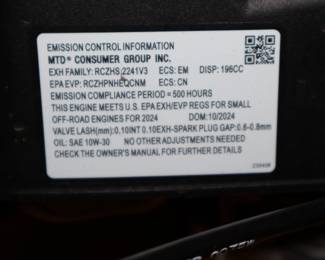 EMISSION CONTROL INFORMATION
MTD® CONSUMER GROUP INC.
EXH FAMILY: RCZHS.2241V3 ECS: EM DISP: 196CC
EPA EVP: RCZHPNHEQCNM ECS: CN
EMISSION COMPLIANCE PERIOD = 500 HOURS
THIS ENGINE MEETS U.S. EPA EXH/EVP REGS FOR SMALL
OFF-ROAD ENGINES FOR 2024 DOM: 10/2024
VALVE LASH(mm): 0.10INT 0.10EXH-SPARK PLUG GAP: 0.6-0.8mm
OIL: SAE 10W-30 NO OTHER ADJUSTMENTS NEEDED
CHECK THE OWNER'S MANUAL FOR FURTHER DETAILS